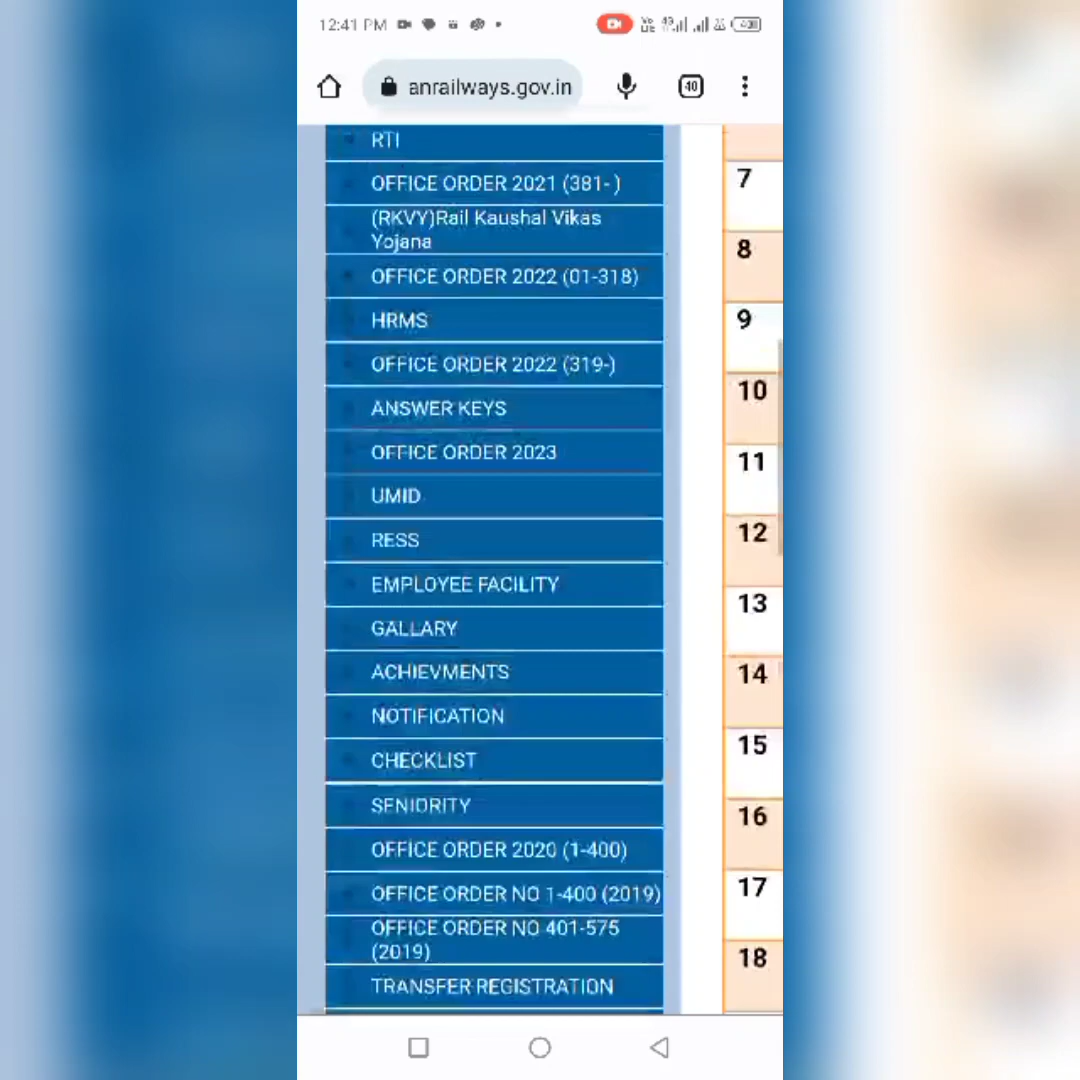 12:41 PM
anrailways.gov.in
40
RTI
OFFICE ORDER 2021 (381- )
(RKVY)Rail Kaushal Vikas
Yojana
OFFICE ORDER 2022 (01-318)
HRMS
OFFICE ORDER 2022 (319-)
ANSWER KEYS
OFFICE ORDER 2023
UMID
RESS
EMPLOYEE FACILITY
GALLARY
ACHIEVMENTS
NOTIFICATION
CHECKLIST
SENIORITY
OFFICE ORDER 2020 (1-400)
OFFICE ORDER NO 1-400 (2019)
OFFICE ORDER NO 401-575
(2019)
TRANSFER REGISTRATION
7
8
9
10
11
12
13
14
15
16
17
18